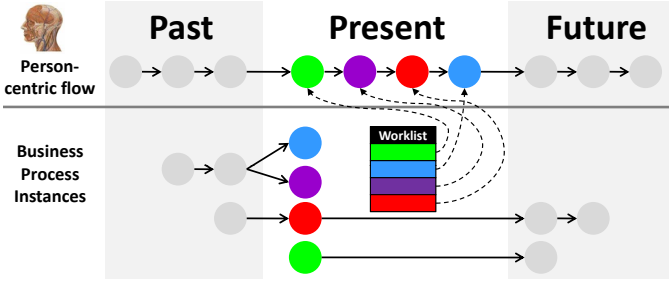 Past
Present
Future
Person-
centric flow
Business
Process
Instances
Worklist